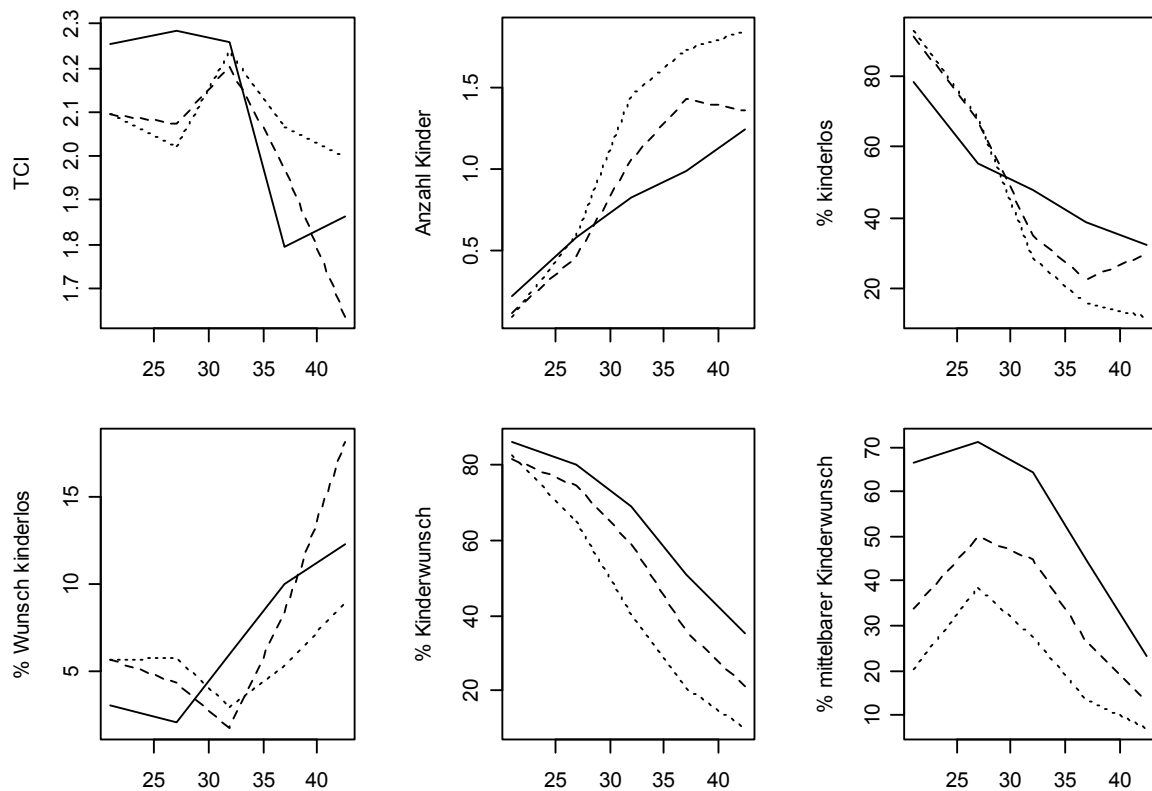 TCI
1.7 1.8 1.9 2.0 2.1 2.2 2.3
25 30 35 40
Anzahl Kinder
0.5 1.0 1.5
25 30 35 40
% kinderlos
20 40 60 80
25 30 35 40
% Wunsch kinderlos
5 10 15
25 30 35 40
% Kinderwunsch
20 40 60 80
25 30 35 40
% mittelbarer Kinderwunsch
10 20 30 40 50 60 70
25 30 35 40